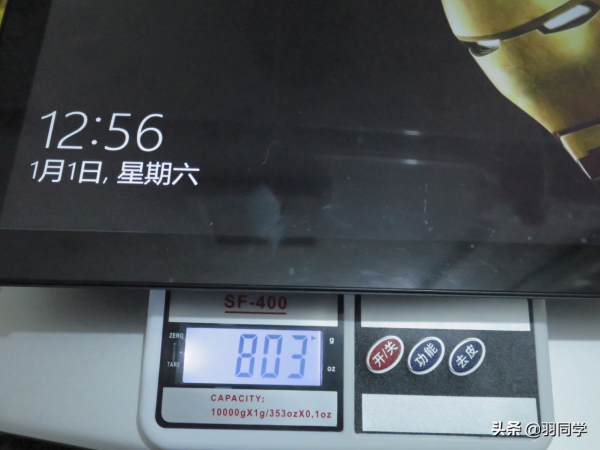 12:56
1月1日, 星期六
SF-400
ZERO
TARE
803
g
oz
开/关
功能
去皮
CAPACITY:
10000gX1g/353ozX0.1oz
头条 @羽同学